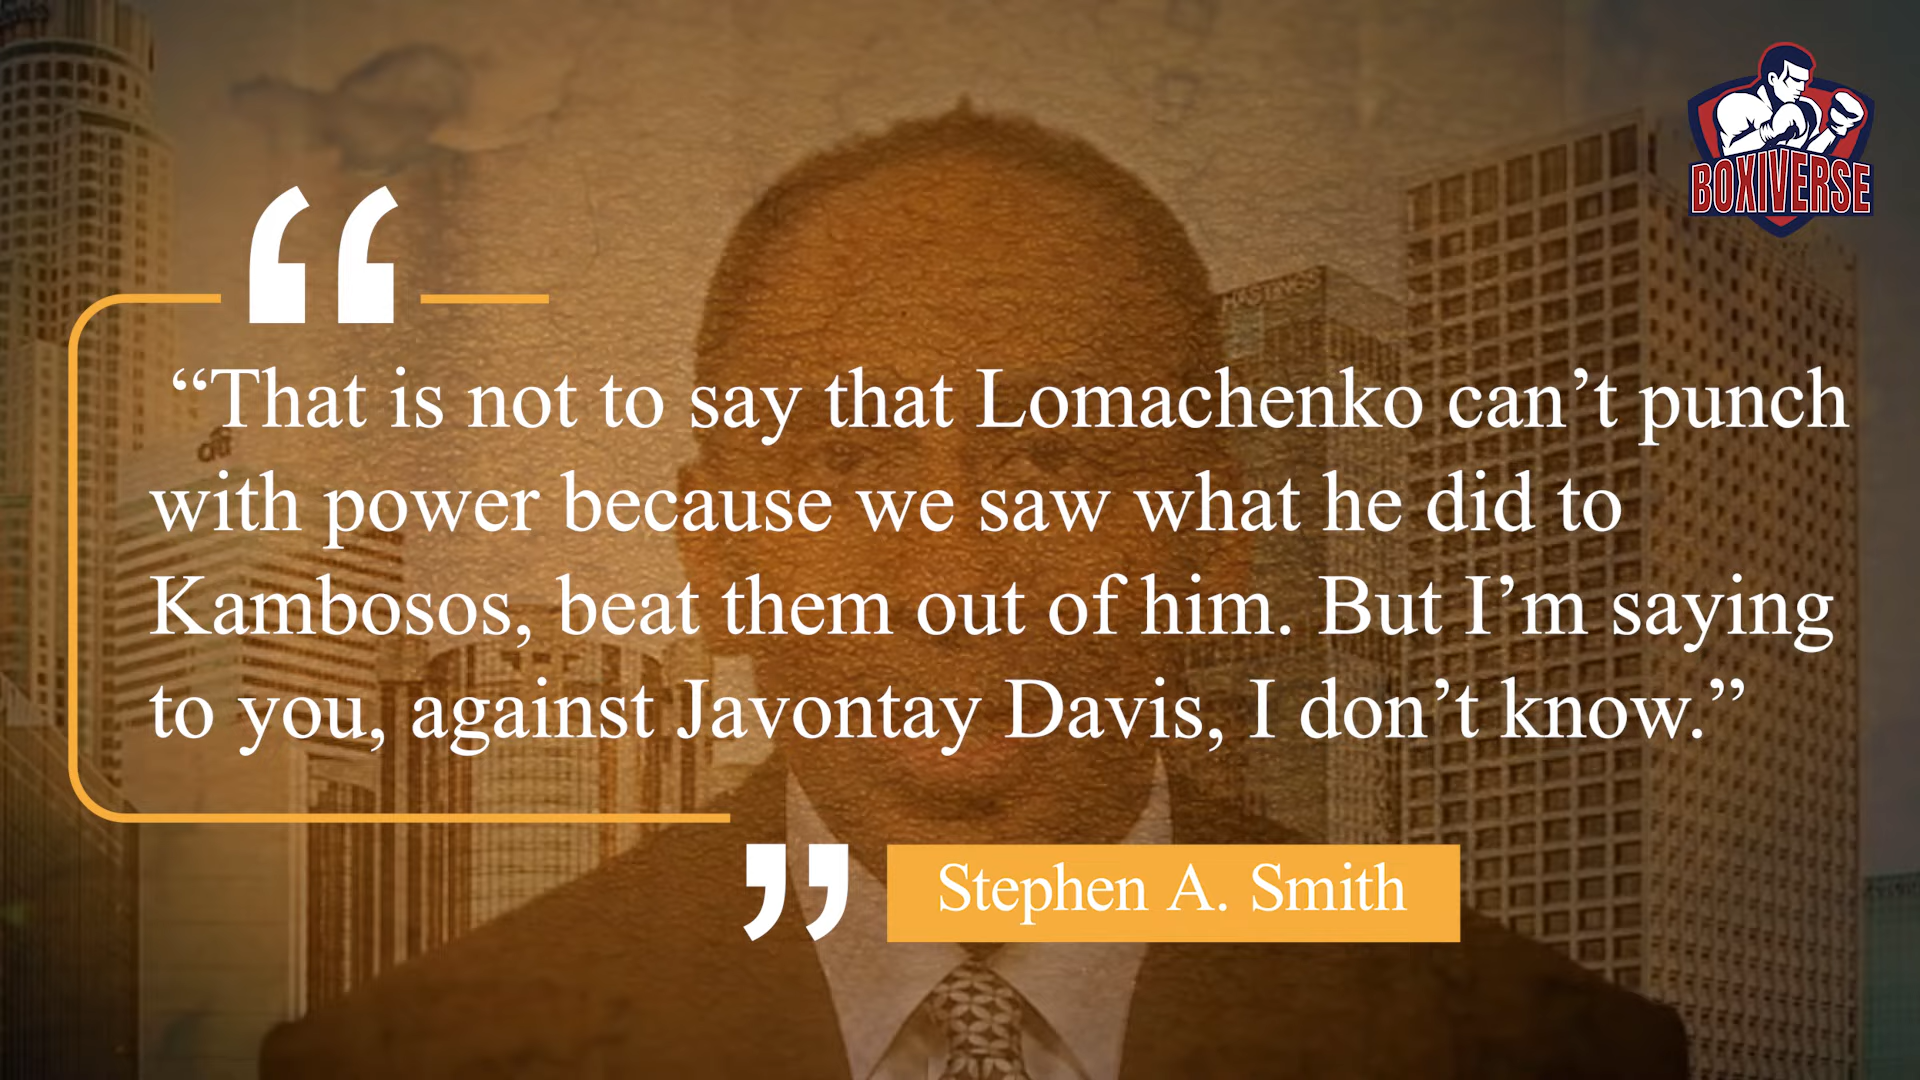 BOXIVERSE
HASTINGS
“That is not to say that Lomachenko can’t punch
with power because we saw what he did to
Kambosos, beat them out of him. But I’m saying
to you, against Javontay Davis, I don’t know.”
Stephen A. Smith